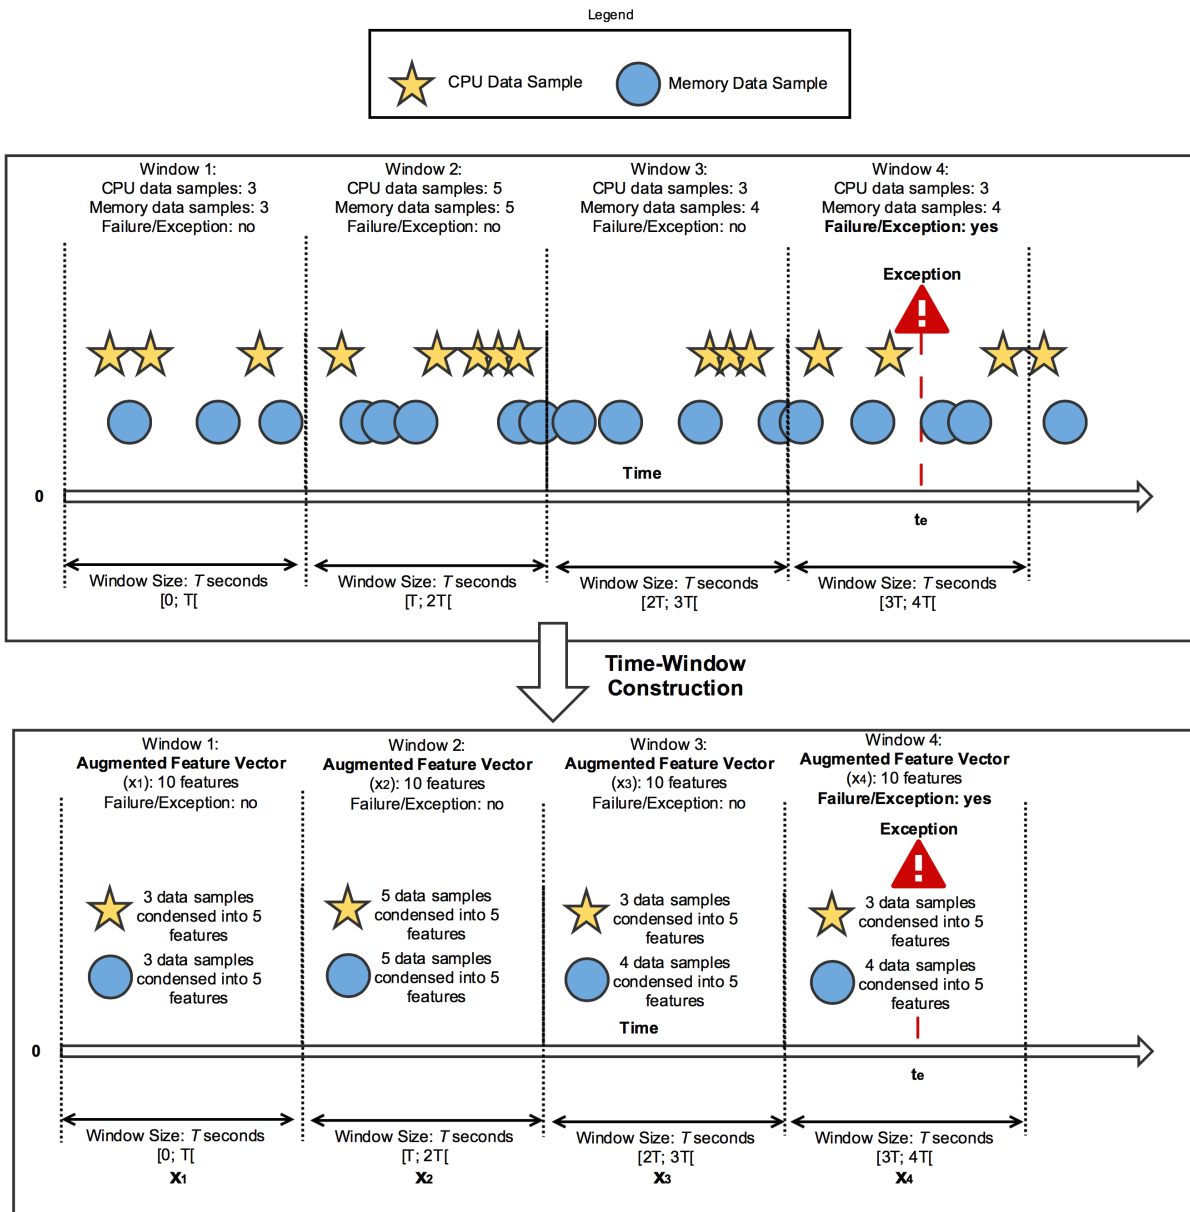 Legend
CPU Data Sample
Memory Data Sample
Window 1:
CPU data samples: 3
Memory data samples: 3
Failure/Exception: no
Window 2:
CPU data samples: 5
Memory data samples: 5
Failure/Exception: no
Window 3:
CPU data samples: 3
Memory data samples: 4
Failure/Exception: no
Window 4:
CPU data samples: 3
Memory data samples: 4
Failure/Exception: yes
Exception
Time
0
te
Window Size: T seconds
[0; T[
Window Size: T seconds
[T; 2T[
Window Size: T seconds
[2T; 3T[
Window Size: T seconds
[3T; 4T[
Time-Window
Construction
Window 1:
Augmented Feature Vector
(x1): 10 features
Failure/Exception: no
Window 2:
Augmented Feature Vector
(x2): 10 features
Failure/Exception: no
Window 3:
Augmented Feature Vector
(x3): 10 features
Failure/Exception: no
Window 4:
Augmented Feature Vector
(x4): 10 features
Failure/Exception: yes
Exception
3 data samples
condensed into 5
features
3 data samples
condensed into 5
features
5 data samples
condensed into 5
features
5 data samples
condensed into 5
features
3 data samples
condensed into 5
features
4 data samples
condensed into 5
features
3 data samples
condensed into 5
features
4 data samples
condensed into 5
features
Time
0
te
Window Size: T seconds
[0; T[
x1
Window Size: T seconds
[T; 2T[
x2
Window Size: T seconds
[2T; 3T[
x3
Window Size: T seconds
[3T; 4T[
x4